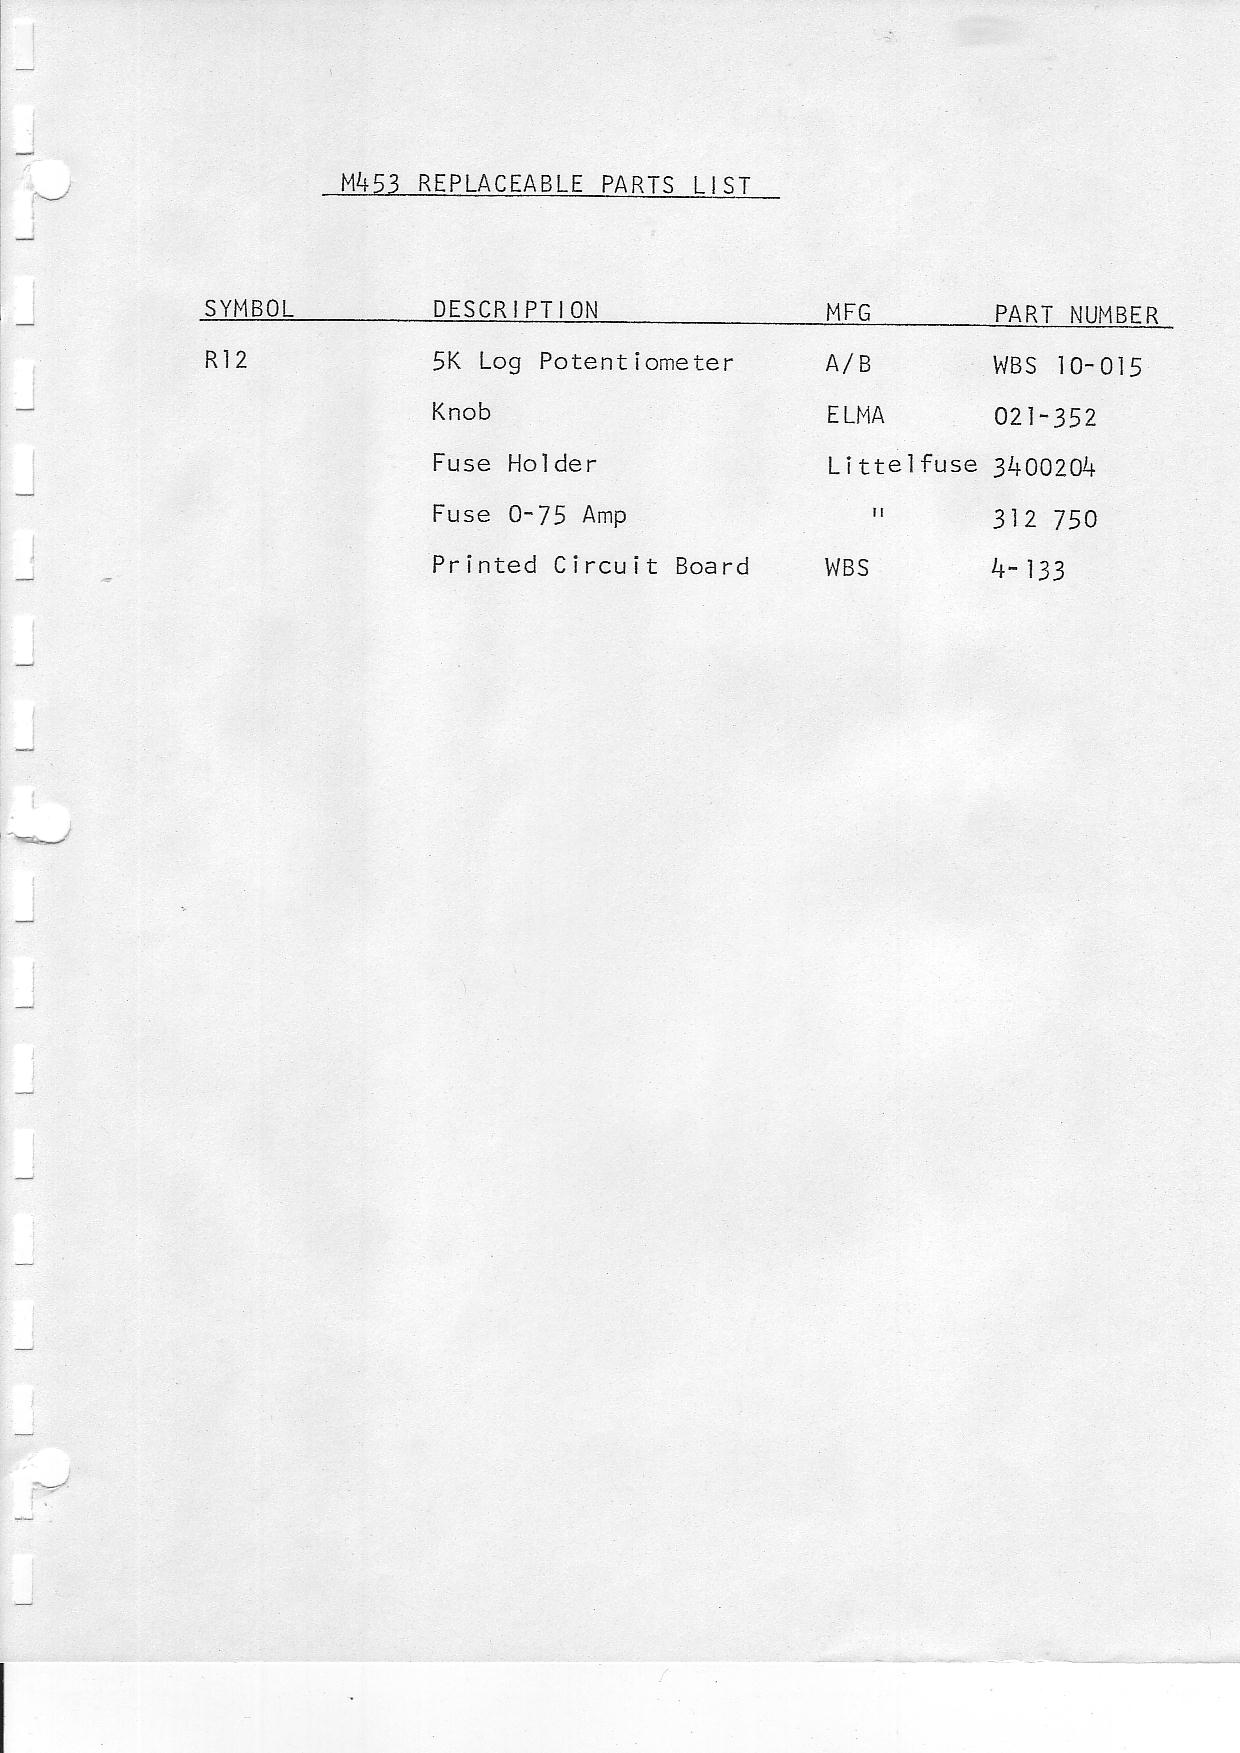 M453 REPLACEABLE PARTS LIST
SYMBOL DESCRIPTION MFG PART NUMBER
R12 5K Log Potentiometer A/B WBS 10-015
Knob ELMA 021-352
Fuse Holder Littelfuse 3400204
Fuse 0-75 Amp " 312 750
Printed Circuit Board WBS 4-133